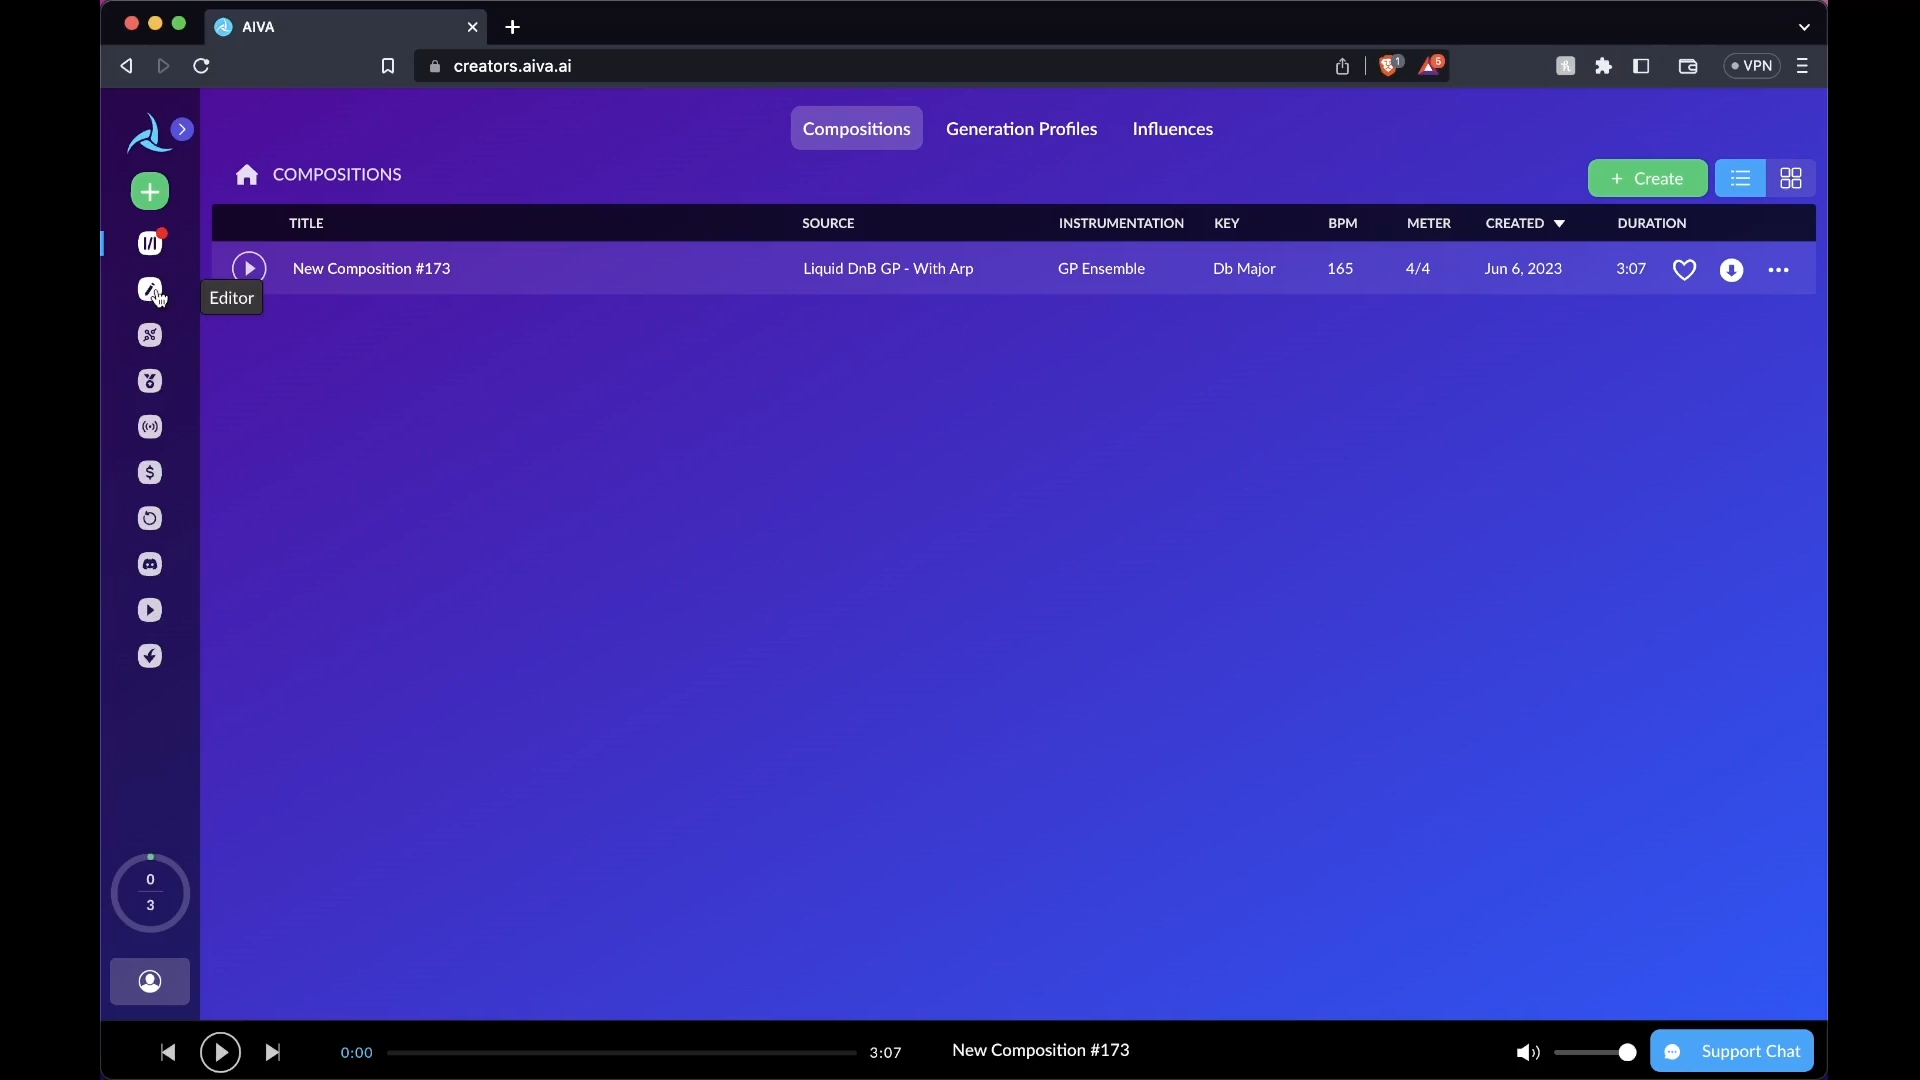 AIVA
creators.aiva.ai
1
5
VPN
Compositions Generation Profiles Influences
COMPOSITIONS
+ Create
TITLE SOURCE INSTRUMENTATION KEY BPM METER CREATED DURATION
New Composition #173 Liquid DnB GP - With Arp GP Ensemble Db Major 165 4/4 Jun 6, 2023 3:07
Editor
0
3
0:00 3:07 New Composition #173 Support Chat